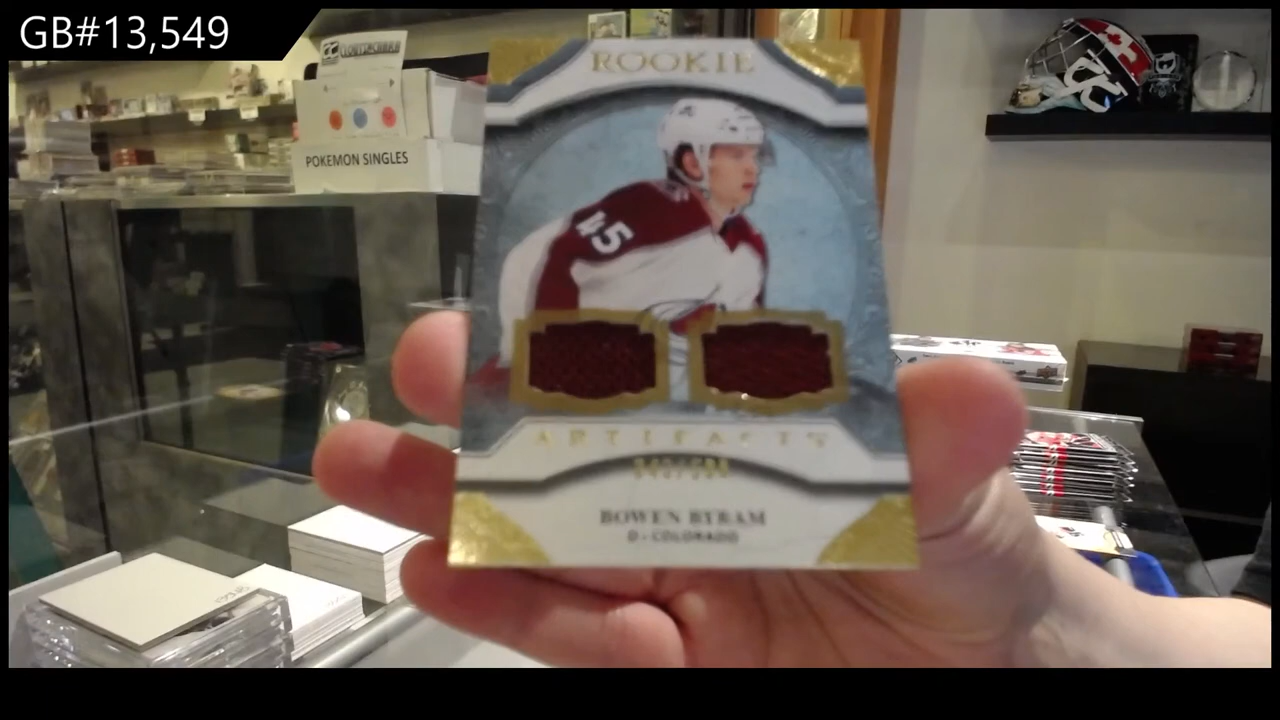 GB#13,549
POKEMON SINGLES
ROOKIE
45
ARTIFACTS
BOWEN BYRAM
D - COLORADO